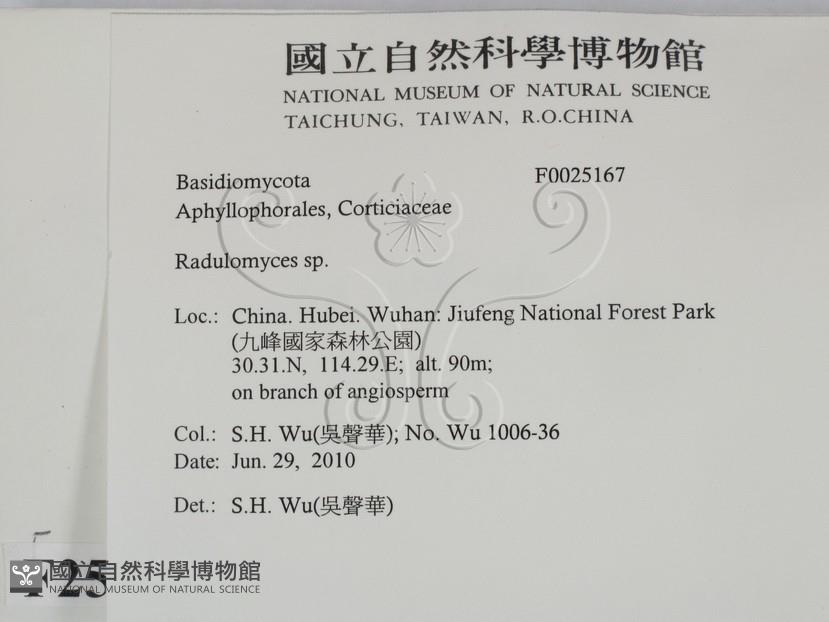 國立自然科學博物館
NATIONAL MUSEUM OF NATURAL SCIENCE
TAICHUNG, TAIWAN, R.O.CHINA
Basidiomycota F0025167
Aphyllophorales, Corticiaceae
Radulomyces sp.
Loc.: China. Hubei. Wuhan: Jiufeng National Forest Park
(九峰國家森林公園)
30.31.N, 114.29.E; alt. 90m;
on branch of angiosperm
Col.: S.H. Wu(吳聲華); No. Wu 1006-36
Date: Jun. 29, 2010
Det.: S.H. Wu(吳聲華)
F25
國立自然科學博物館
NATIONAL MUSEUM OF NATURAL SCIENCE